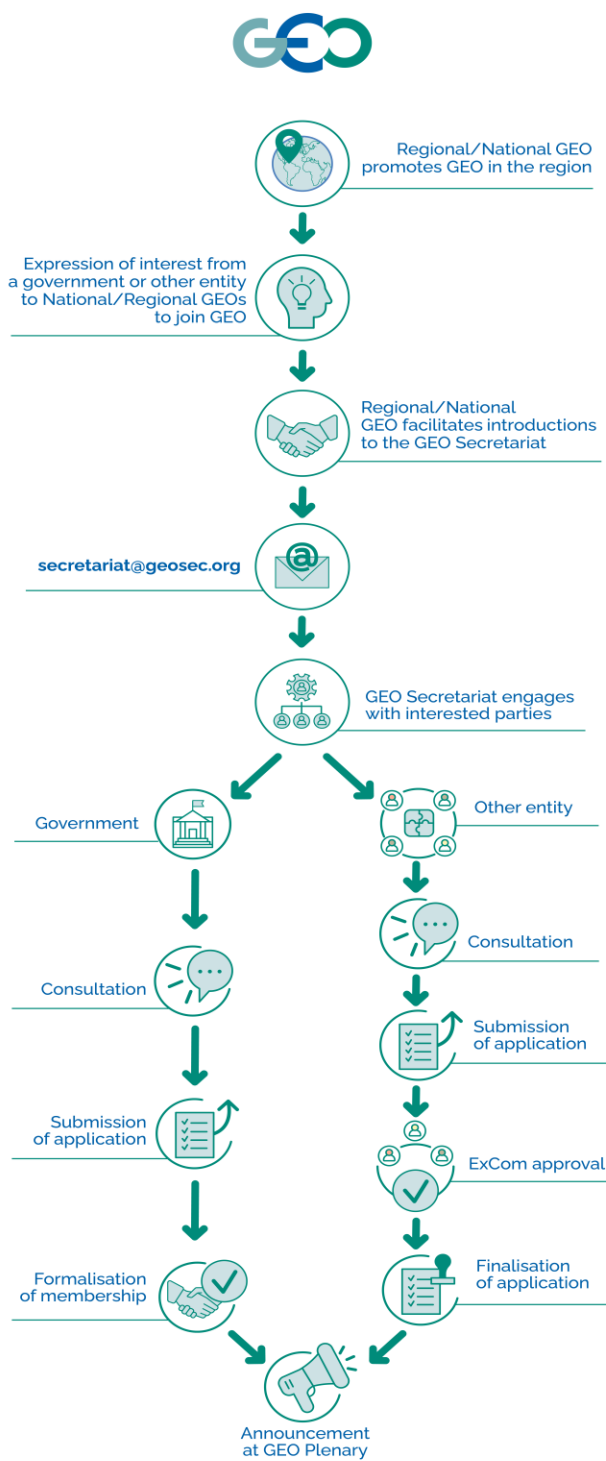 GEO
Regional/National GEO
promotes GEO in the region
Expression of interest from
a government or other entity
to National/Regional GEOs
to join GEO
Regional/National
GEO facilitates introductions
to the GEO Secretariat
@
secretariat@geosec.org
GEO Secretariat engages
with interested parties
Government
Other entity
Consultation
Consultation
Submission
of application
Submission
of application
ExCom approval
Formalisation
of membership
Finalisation
of application
Announcement
at GEO Plenary